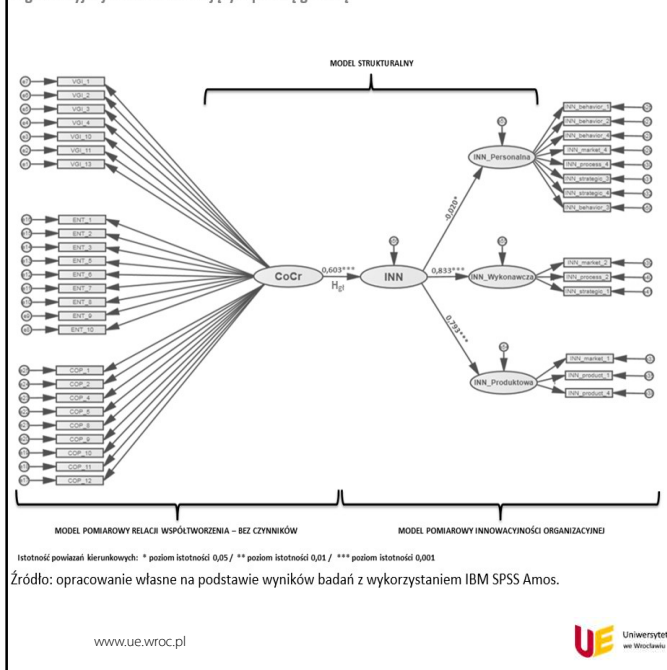 MODEL STRUKTURALNY
VGI_1
VGI_2
VGI_3
VGI_4
VGI_10
VGI_11
VGI_13
ENT_1
ENT_2
ENT_3
ENT_5
ENT_6
ENT_7
ENT_8
ENT_9
ENT_10
COP_1
COP_2
COP_4
COP_5
COP_8
COP_9
COP_10
COP_11
COP_12
CoCr
0,603***
Hgł
INN
-0,020*
0,833***
0,793***
INN_Personalna
INN_behavior_1
INN_behavior_2
INN_behavior_4
INN_market_4
INN_process_4
INN_strategic_3
INN_strategic_4
INN_behavior_3
INN_Wykonawcza
INN_market_2
INN_process_2
INN_strategic_1
INN_Produktowa
INN_market_1
INN_product_1
INN_product_4
MODEL POMIAROWY RELACJI WSPÓŁTWORZENIA – BEZ CZYNNIKÓW
MODEL POMIAROWY INNOWACYJNOŚCI ORGANIZACYJNEJ
Istotność powiązań kierunkowych: * poziom istotności 0,05 / ** poziom istotności 0,01 / *** poziom istotności 0,001
Źródło: opracowanie własne na podstawie wyników badań z wykorzystaniem IBM SPSS Amos.
www.ue.wroc.pl
UE
Uniwersytet
we Wrocławiu